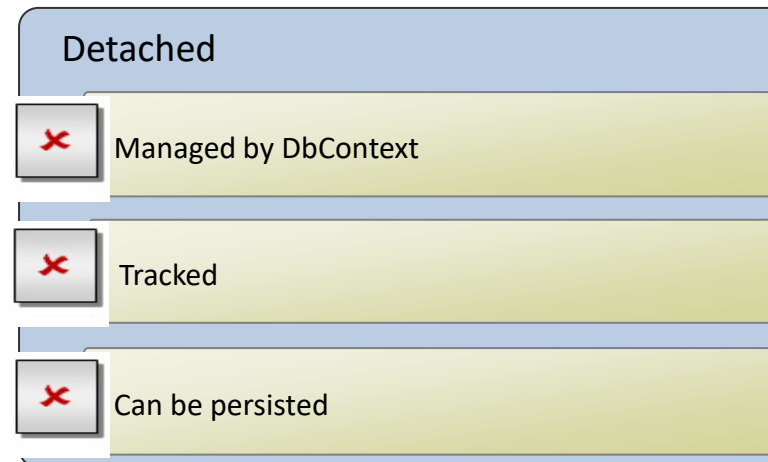 Detached
Managed by DbContext
Tracked
Can be persisted